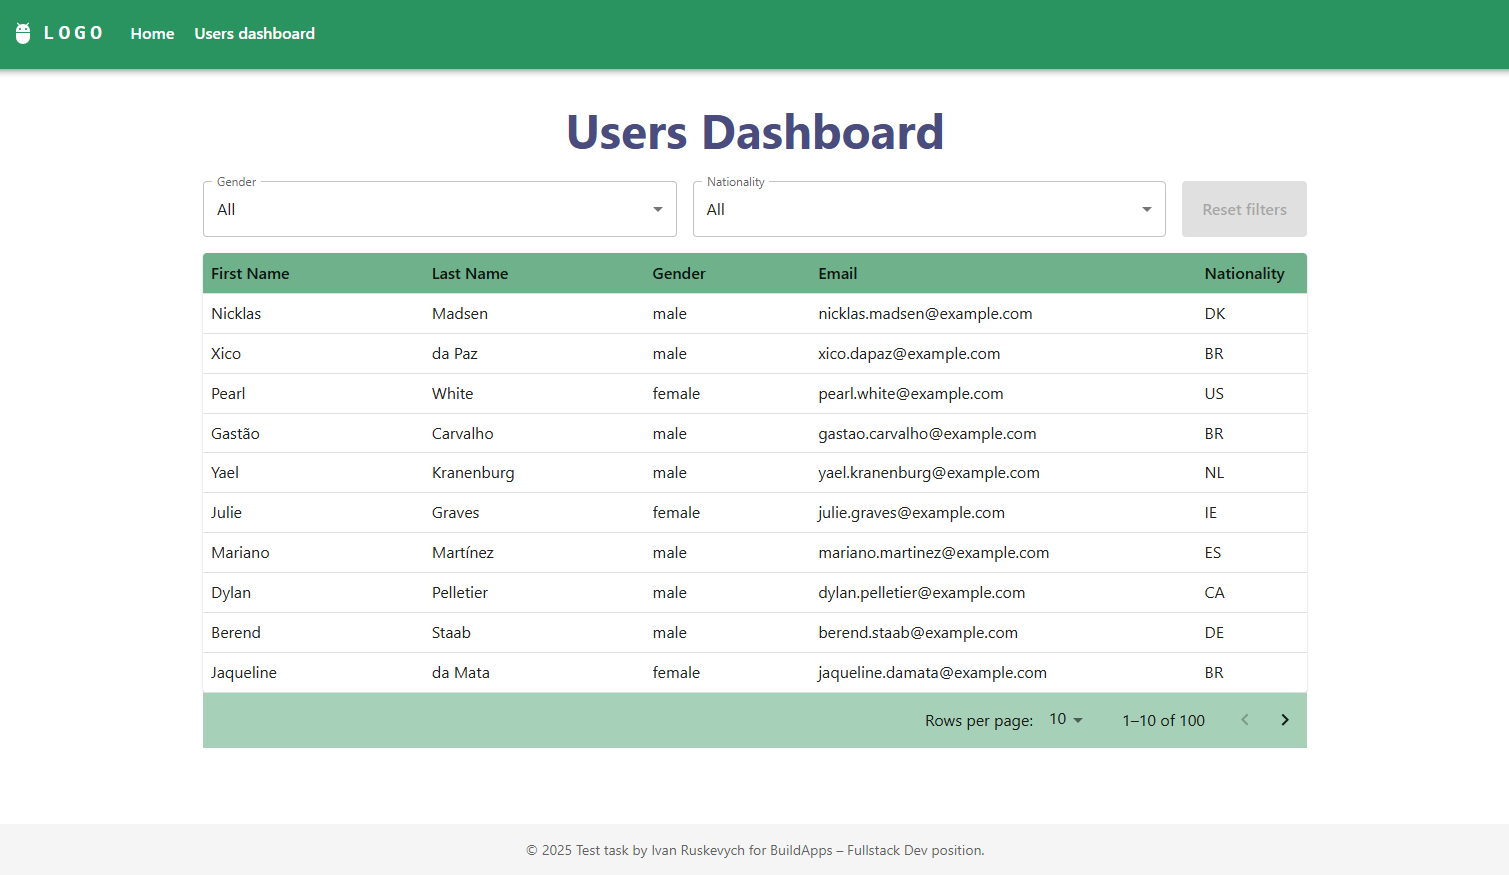 LOGO Home Users dashboard
Users Dashboard
Gender Nationality
All All Reset filters
First Name Last Name Gender Email Nationality
Nicklas Madsen male nicklas.madsen@example.com DK
Xico da Paz male xico.dapaz@example.com BR
Pearl White female pearl.white@example.com US
Gastão Carvalho male gastao.carvalho@example.com BR
Yael Kranenburg male yael.kranenburg@example.com NL
Julie Graves female julie.graves@example.com IE
Mariano Martínez male mariano.martinez@example.com ES
Dylan Pelletier male dylan.pelletier@example.com CA
Berend Staab male berend.staab@example.com DE
Jaqueline da Mata female jaqueline.damata@example.com BR
Rows per page: 10 1–10 of 100
© 2025 Test task by Ivan Ruskevych for BuildApps – Fullstack Dev position.